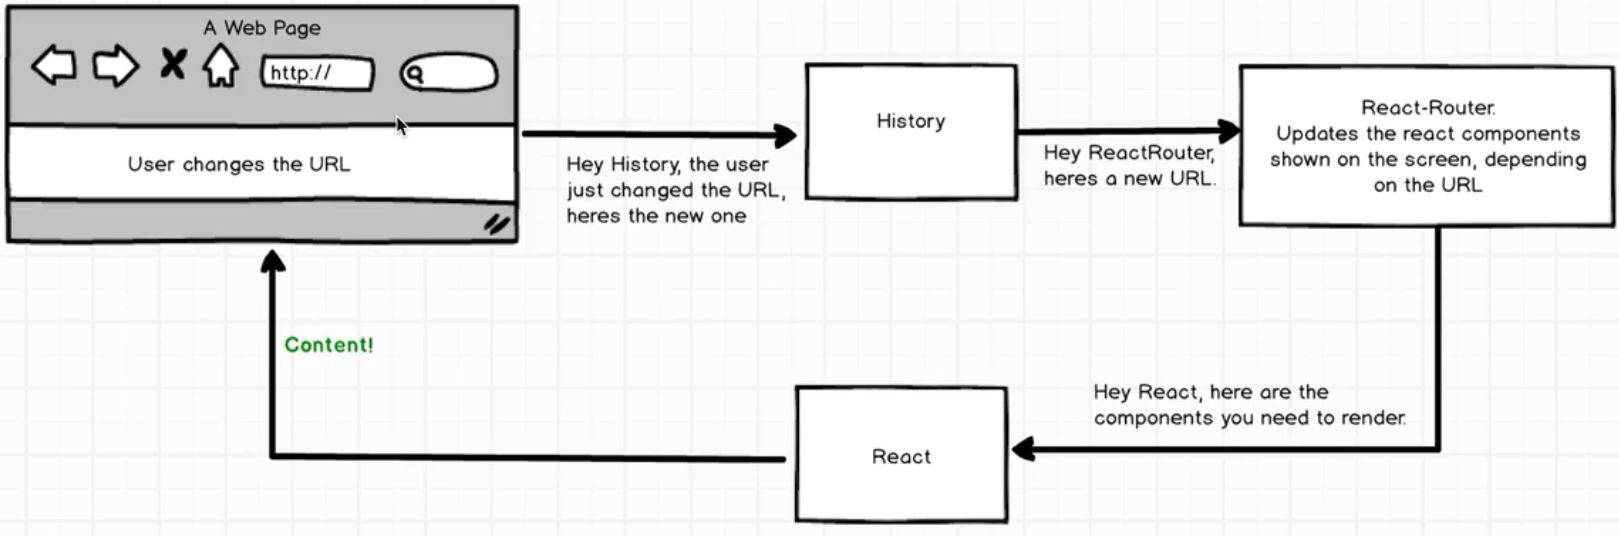 A Web Page
http://
User changes the URL
Hey History, the user
just changed the URL,
heres the new one
History
Hey ReactRouter,
heres a new URL.
React-Router.
Updates the react components
shown on the screen, depending
on the URL
Content!
Hey React, here are the
components you need to render.
React